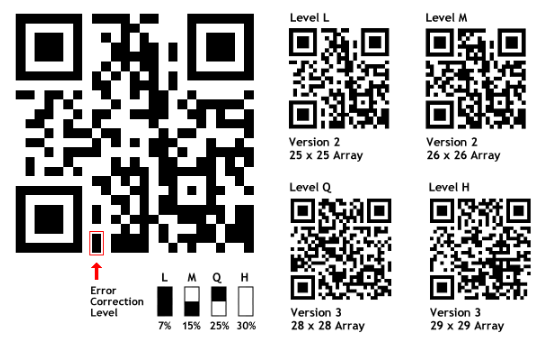 Level L
Level M
Version 2
25 x 25 Array
Version 2
26 x 26 Array
Level Q
Level H
Version 3
28 x 28 Array
Version 3
29 x 29 Array
Error
Correction
Level
L M Q H
7% 15% 25% 30%